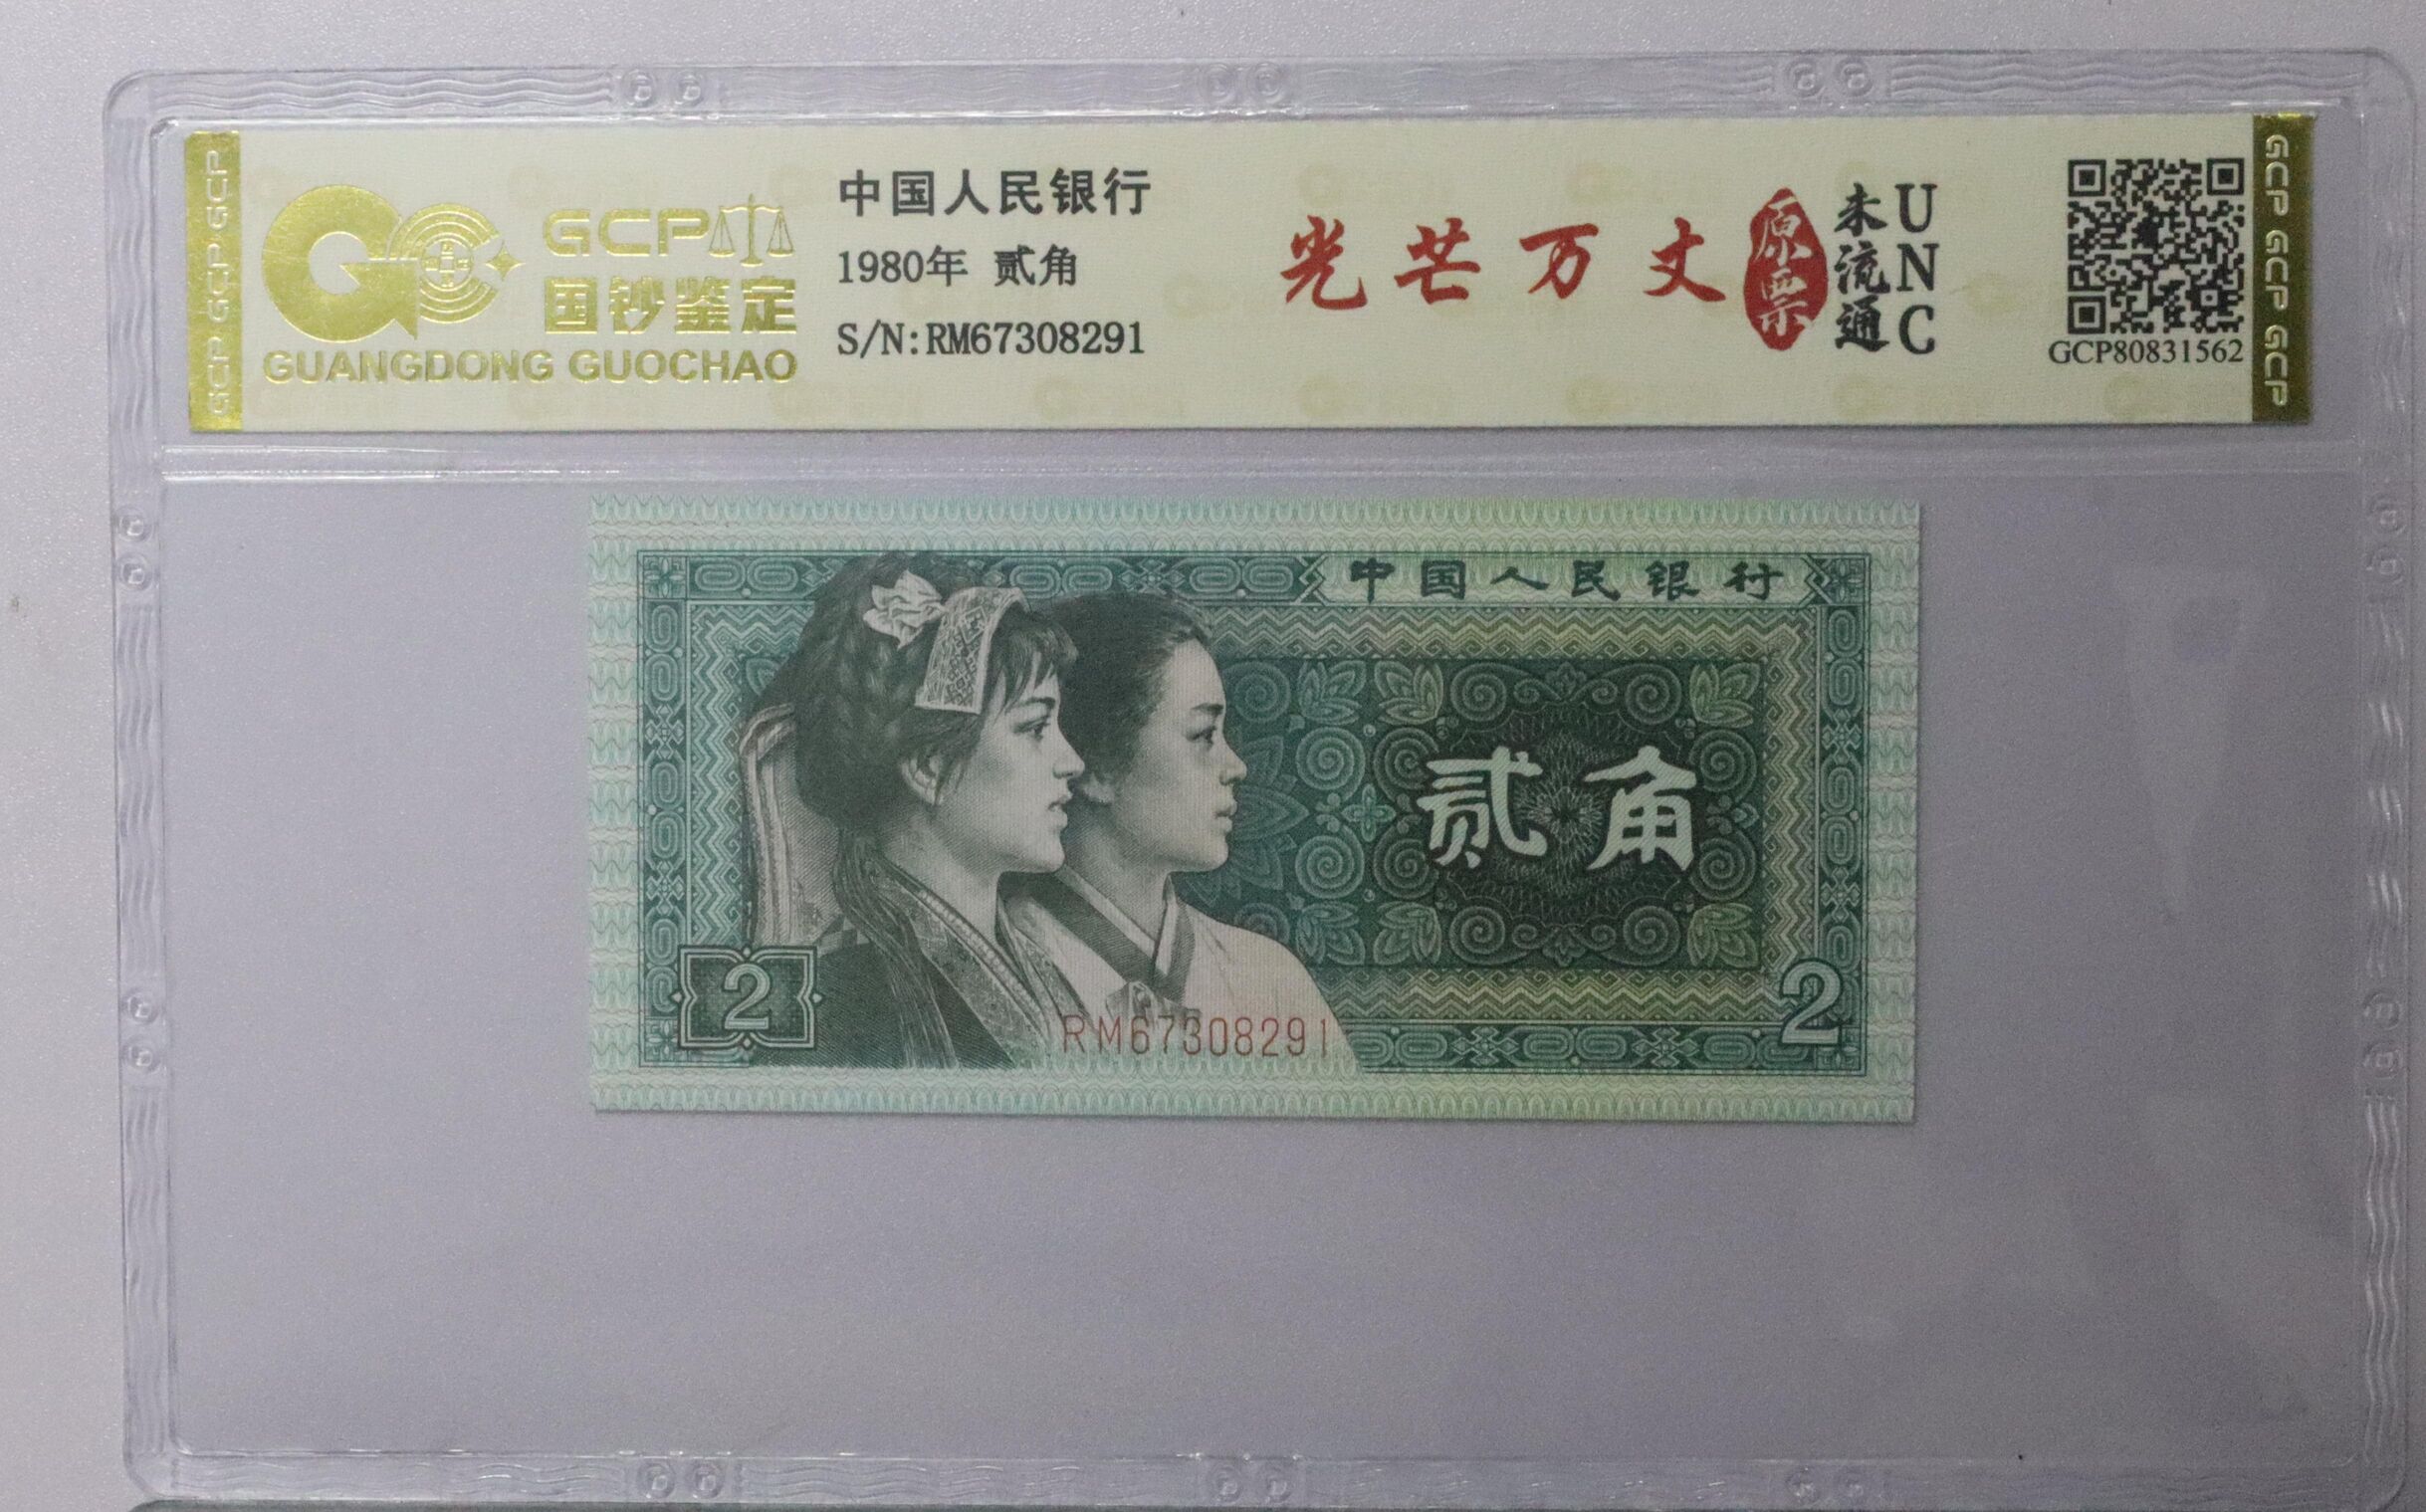 GCP GCP GCP
GCP
国钞鉴定
GUANGDONG GUOCHAO
中国人民银行
1980年 贰角
S/N:RM67308291
光芒万丈
原票
未流通
UNC
GCP80831562
GCP GCP GCP
中国人民银行
贰角
2
RM67308291
2